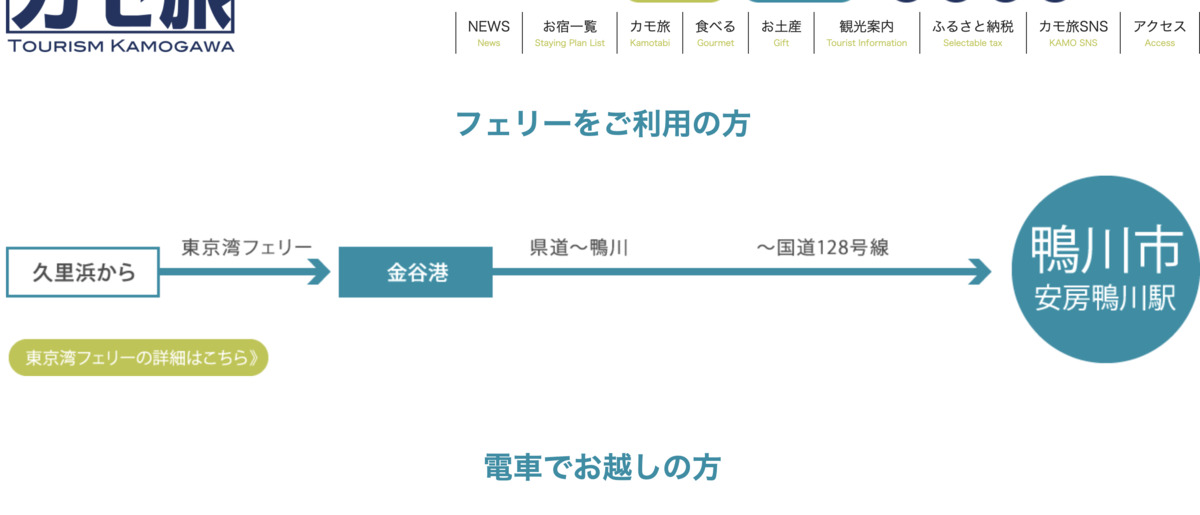 カモ旅
TOURISM KAMOGAWA
NEWS
News
お宿一覧
Staying Plan List
カモ旅
Kamotabi
食べる
Gourmet
お土産
Gift
観光案内
Tourist Information
ふるさと納税
Selectable tax
カモ旅SNS
KAMO SNS
アクセス
Access
フェリーをご利用の方
久里浜から
東京湾フェリー
金谷港
県道〜鴨川
〜国道128号線
鴨川市
安房鴨川駅
東京湾フェリーの詳細はこちら》
電車でお越しの方